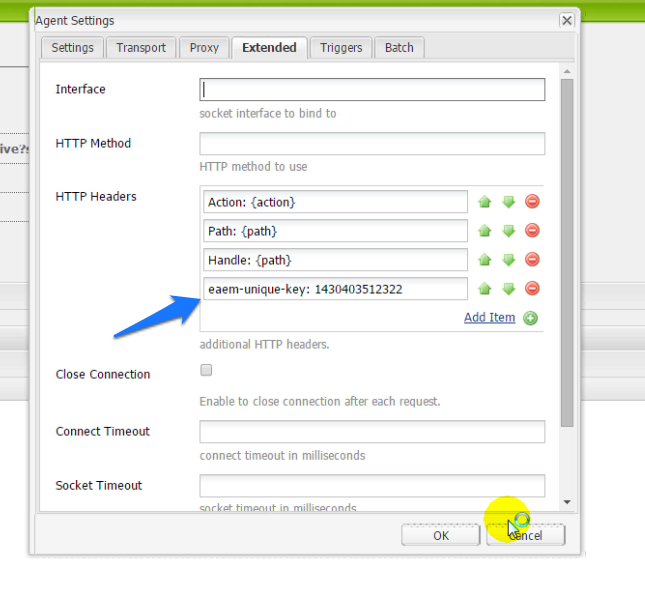 Agent Settings
Settings Transport Proxy Extended Triggers Batch
Interface
socket interface to bind to
ive?s
HTTP Method
HTTP method to use
HTTP Headers
Action: {action}
Path: {path}
Handle: {path}
eaem-unique-key: 1430403512322
Add Item
additional HTTP headers.
Close Connection
Enable to close connection after each request.
Connect Timeout
connect timeout in milliseconds
Socket Timeout
socket timeout in milliseconds
OK Cancel